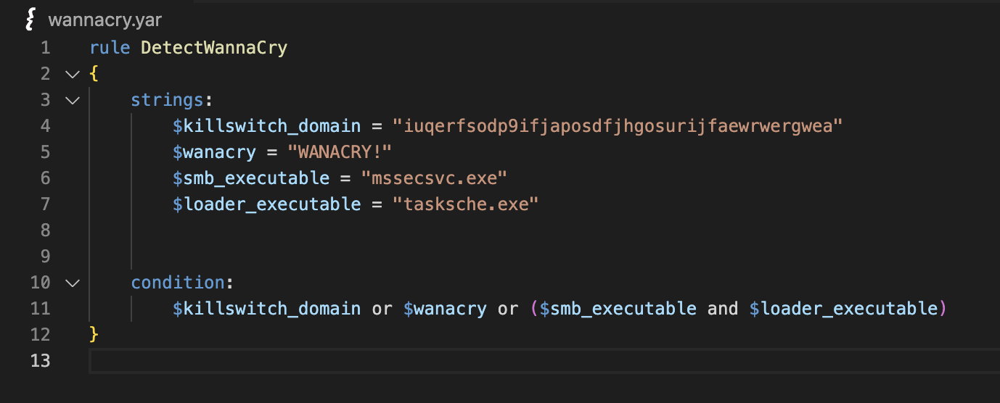 wannacry.yar
1 rule DetectWannaCry
2 {
3 strings:
4 $killswitch_domain = "iuqerfsodp9ifjaposdfjhgosurijfaewrwergwea"
5 $wanacry = "WANACRY!"
6 $smb_executable = "mssecsvc.exe"
7 $loader_executable = "tasksche.exe"
8
9
10 condition:
11 $killswitch_domain or $wanacry or ($smb_executable and $loader_executable)
12 }
13